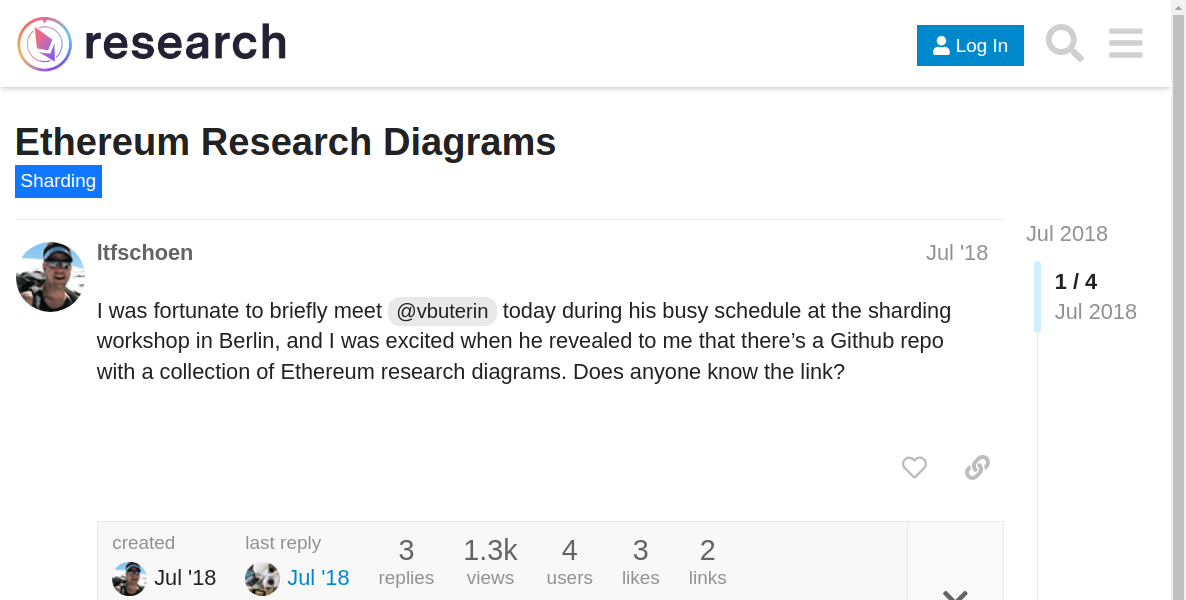 research
Log In
Ethereum Research Diagrams
Sharding
ltfschoen
Jul '18
Jul 2018
1 / 4
Jul 2018
I was fortunate to briefly meet @vbuterin today during his busy schedule at the sharding
workshop in Berlin, and I was excited when he revealed to me that there’s a Github repo
with a collection of Ethereum research diagrams. Does anyone know the link?
created
Jul '18
last reply
Jul '18
3
replies
1.3k
views
4
users
3
likes
2
links